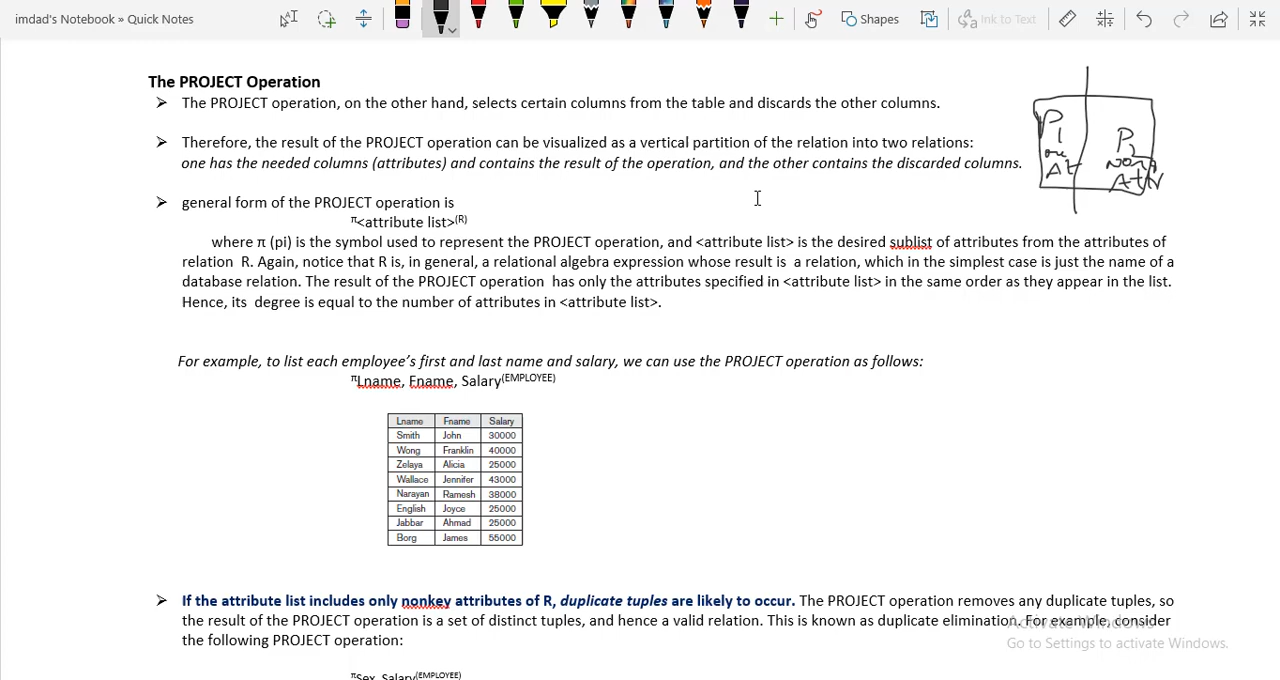 imdad's Notebook » Quick Notes
Shapes
Ink to Text
The PROJECT Operation
➢ The PROJECT operation, on the other hand, selects certain columns from the table and discards the other columns.
➢ Therefore, the result of the PROJECT operation can be visualized as a vertical partition of the relation into two relations:
one has the needed columns (attributes) and contains the result of the operation, and the other contains the discarded columns.
P1
At
P2
Attr
➢ general form of the PROJECT operation is
π<attribute list>(R)
where π (pi) is the symbol used to represent the PROJECT operation, and <attribute list> is the desired sublist of attributes from the attributes of
relation R. Again, notice that R is, in general, a relational algebra expression whose result is a relation, which in the simplest case is just the name of a
database relation. The result of the PROJECT operation has only the attributes specified in <attribute list> in the same order as they appear in the list.
Hence, its degree is equal to the number of attributes in <attribute list>.
For example, to list each employee's first and last name and salary, we can use the PROJECT operation as follows:
πLname, Fname, Salary(EMPLOYEE)
Lname Fname Salary
Smith John 30000
Wong Franklin 40000
Zelaya Alicia 25000
Wallace Jennifer 43000
Narayan Ramesh 38000
English Joyce 25000
Jabbar Ahmad 25000
Borg James 55000
➢ If the attribute list includes only nonkey attributes of R, duplicate tuples are likely to occur. The PROJECT operation removes any duplicate tuples, so
the result of the PROJECT operation is a set of distinct tuples, and hence a valid relation. This is known as duplicate elimination. For example, consider
the following PROJECT operation:
πSex, Salary(EMPLOYEE)
Activate Windows
Go to Settings to activate Windows.